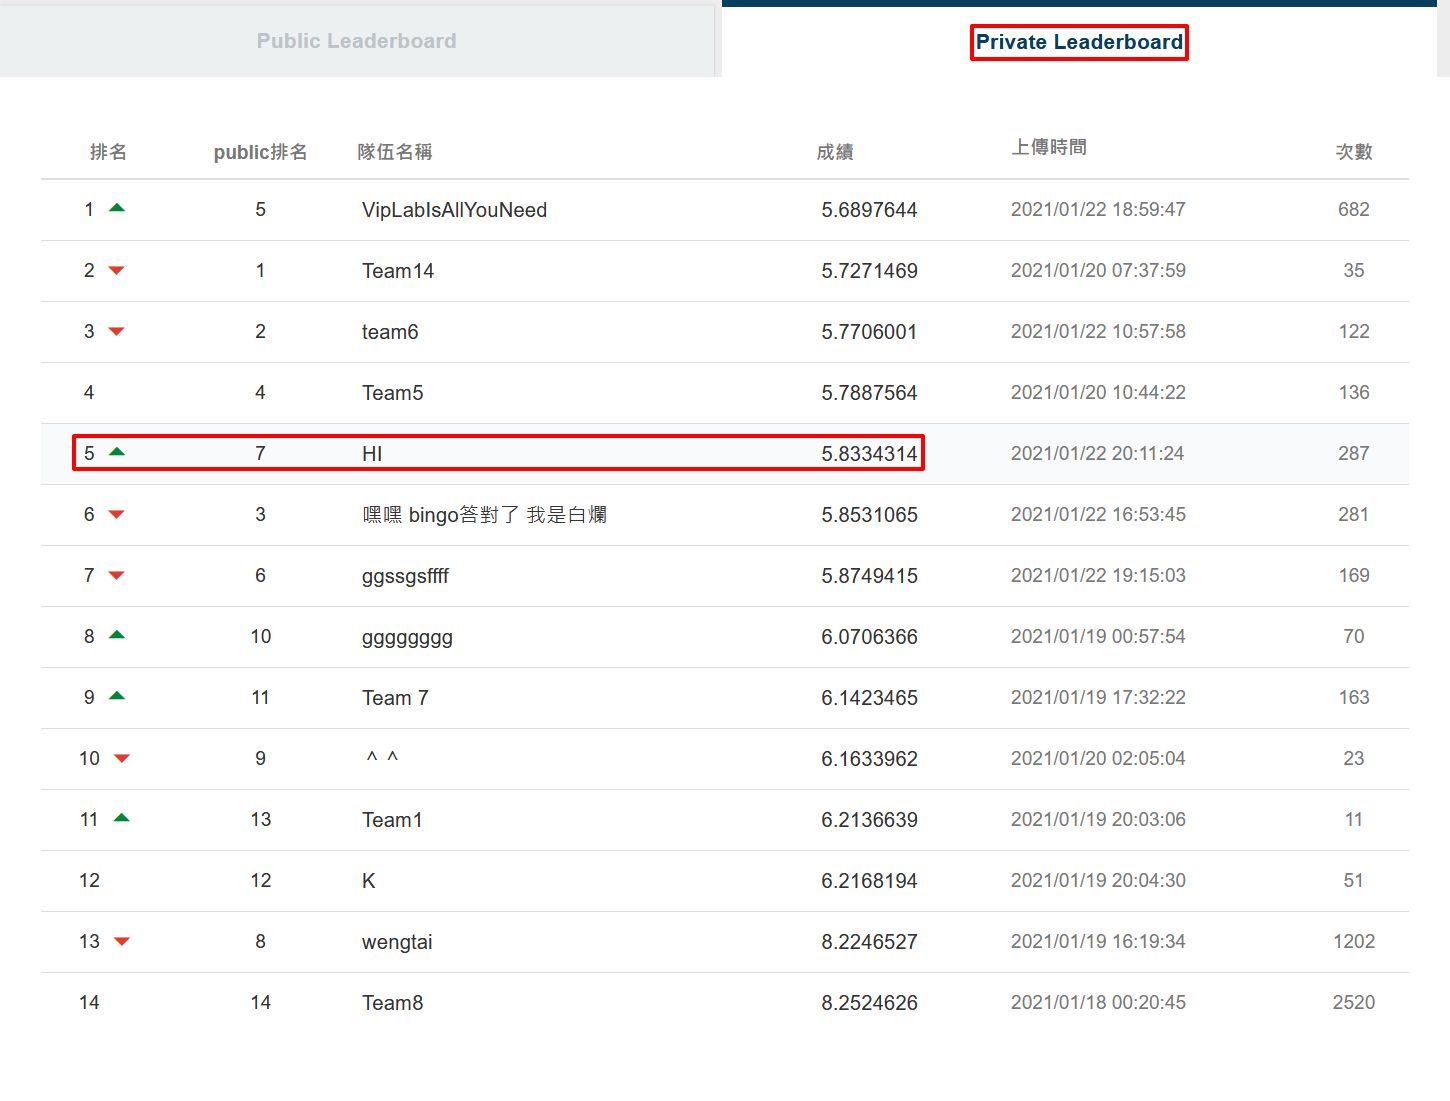 Public Leaderboard Private Leaderboard
排名 public排名 隊伍名稱 成績 上傳時間 次數
1 5 VipLabIsAllYouNeed 5.6897644 2021/01/22 18:59:47 682
2 1 Team14 5.7271469 2021/01/20 07:37:59 35
3 2 team6 5.7706001 2021/01/22 10:57:58 122
4 4 Team5 5.7887564 2021/01/20 10:44:22 136
5 7 HI 5.8334314 2021/01/22 20:11:24 287
6 3 嘿嘿 bingo答對了 我是白爛 5.8531065 2021/01/22 16:53:45 281
7 6 ggssgsffff 5.8749415 2021/01/22 19:15:03 169
8 10 gggggggg 6.0706366 2021/01/19 00:57:54 70
9 11 Team 7 6.1423465 2021/01/19 17:32:22 163
10 9 ^ ^ 6.1633962 2021/01/20 02:05:04 23
11 13 Team1 6.2136639 2021/01/19 20:03:06 11
12 12 K 6.2168194 2021/01/19 20:04:30 51
13 8 wengtai 8.2246527 2021/01/19 16:19:34 1202
14 14 Team8 8.2524626 2021/01/18 00:20:45 2520